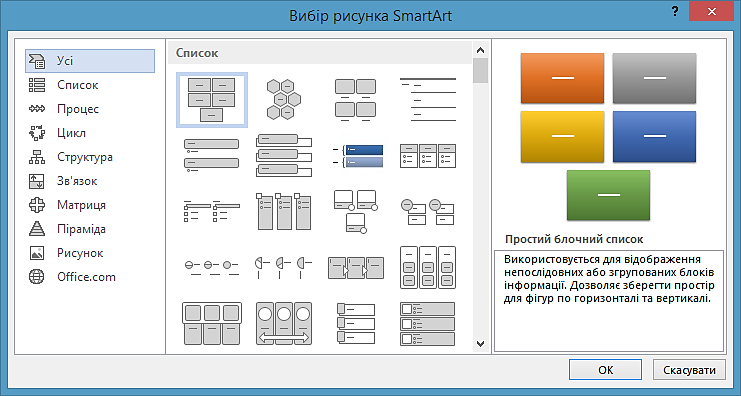 Вибір рисунка SmartArt
?
Усі
Список
Процес
Цикл
Структура
Зв'язок
Матриця
Піраміда
Рисунок
Office.com
Список
Простий блочний список
Використовується для відображення
непослідовних або згрупованих блоків
інформації. Дозволяє зберегти простір
для фігур по горизонталі та вертикалі.
ОК
Скасувати